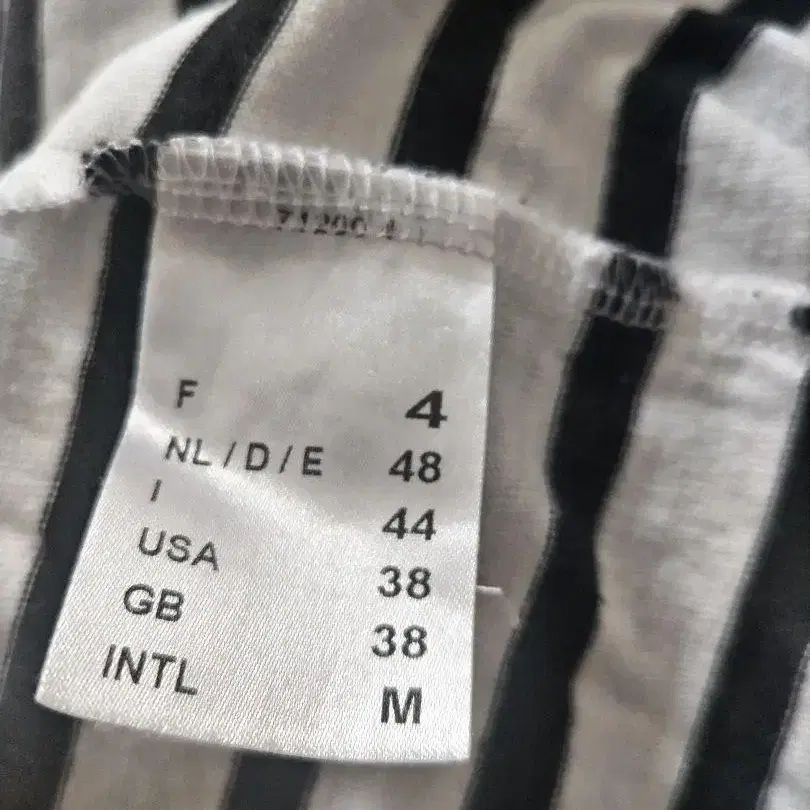 F 4
NL/D/E 48
I 44
USA 38
GB 38
INTL M